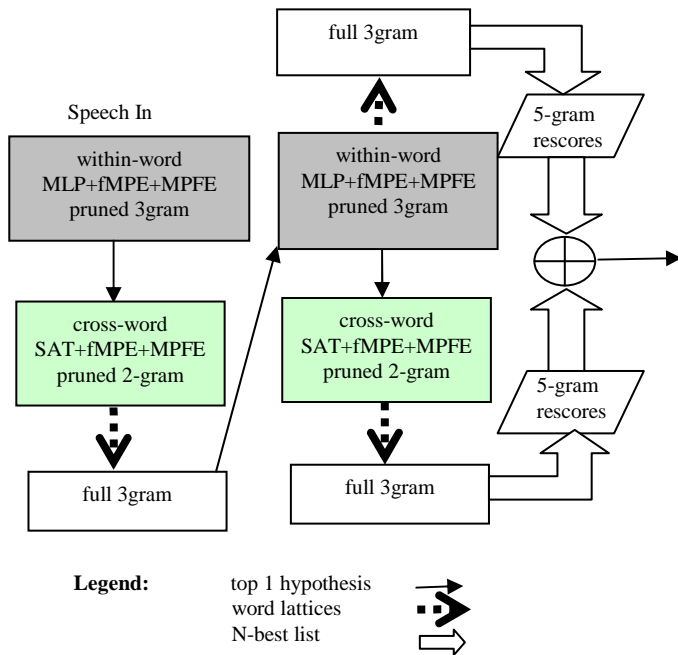 Speech In
within-word
MLP+fMPE+MPFE
pruned 3gram
cross-word
SAT+fMPE+MPFE
pruned 2-gram
full 3gram
full 3gram
within-word
MLP+fMPE+MPFE
pruned 3gram
cross-word
SAT+fMPE+MPFE
pruned 2-gram
full 3gram
5-gram
rescores
5-gram
rescores
Legend:
top 1 hypothesis
word lattices
N-best list